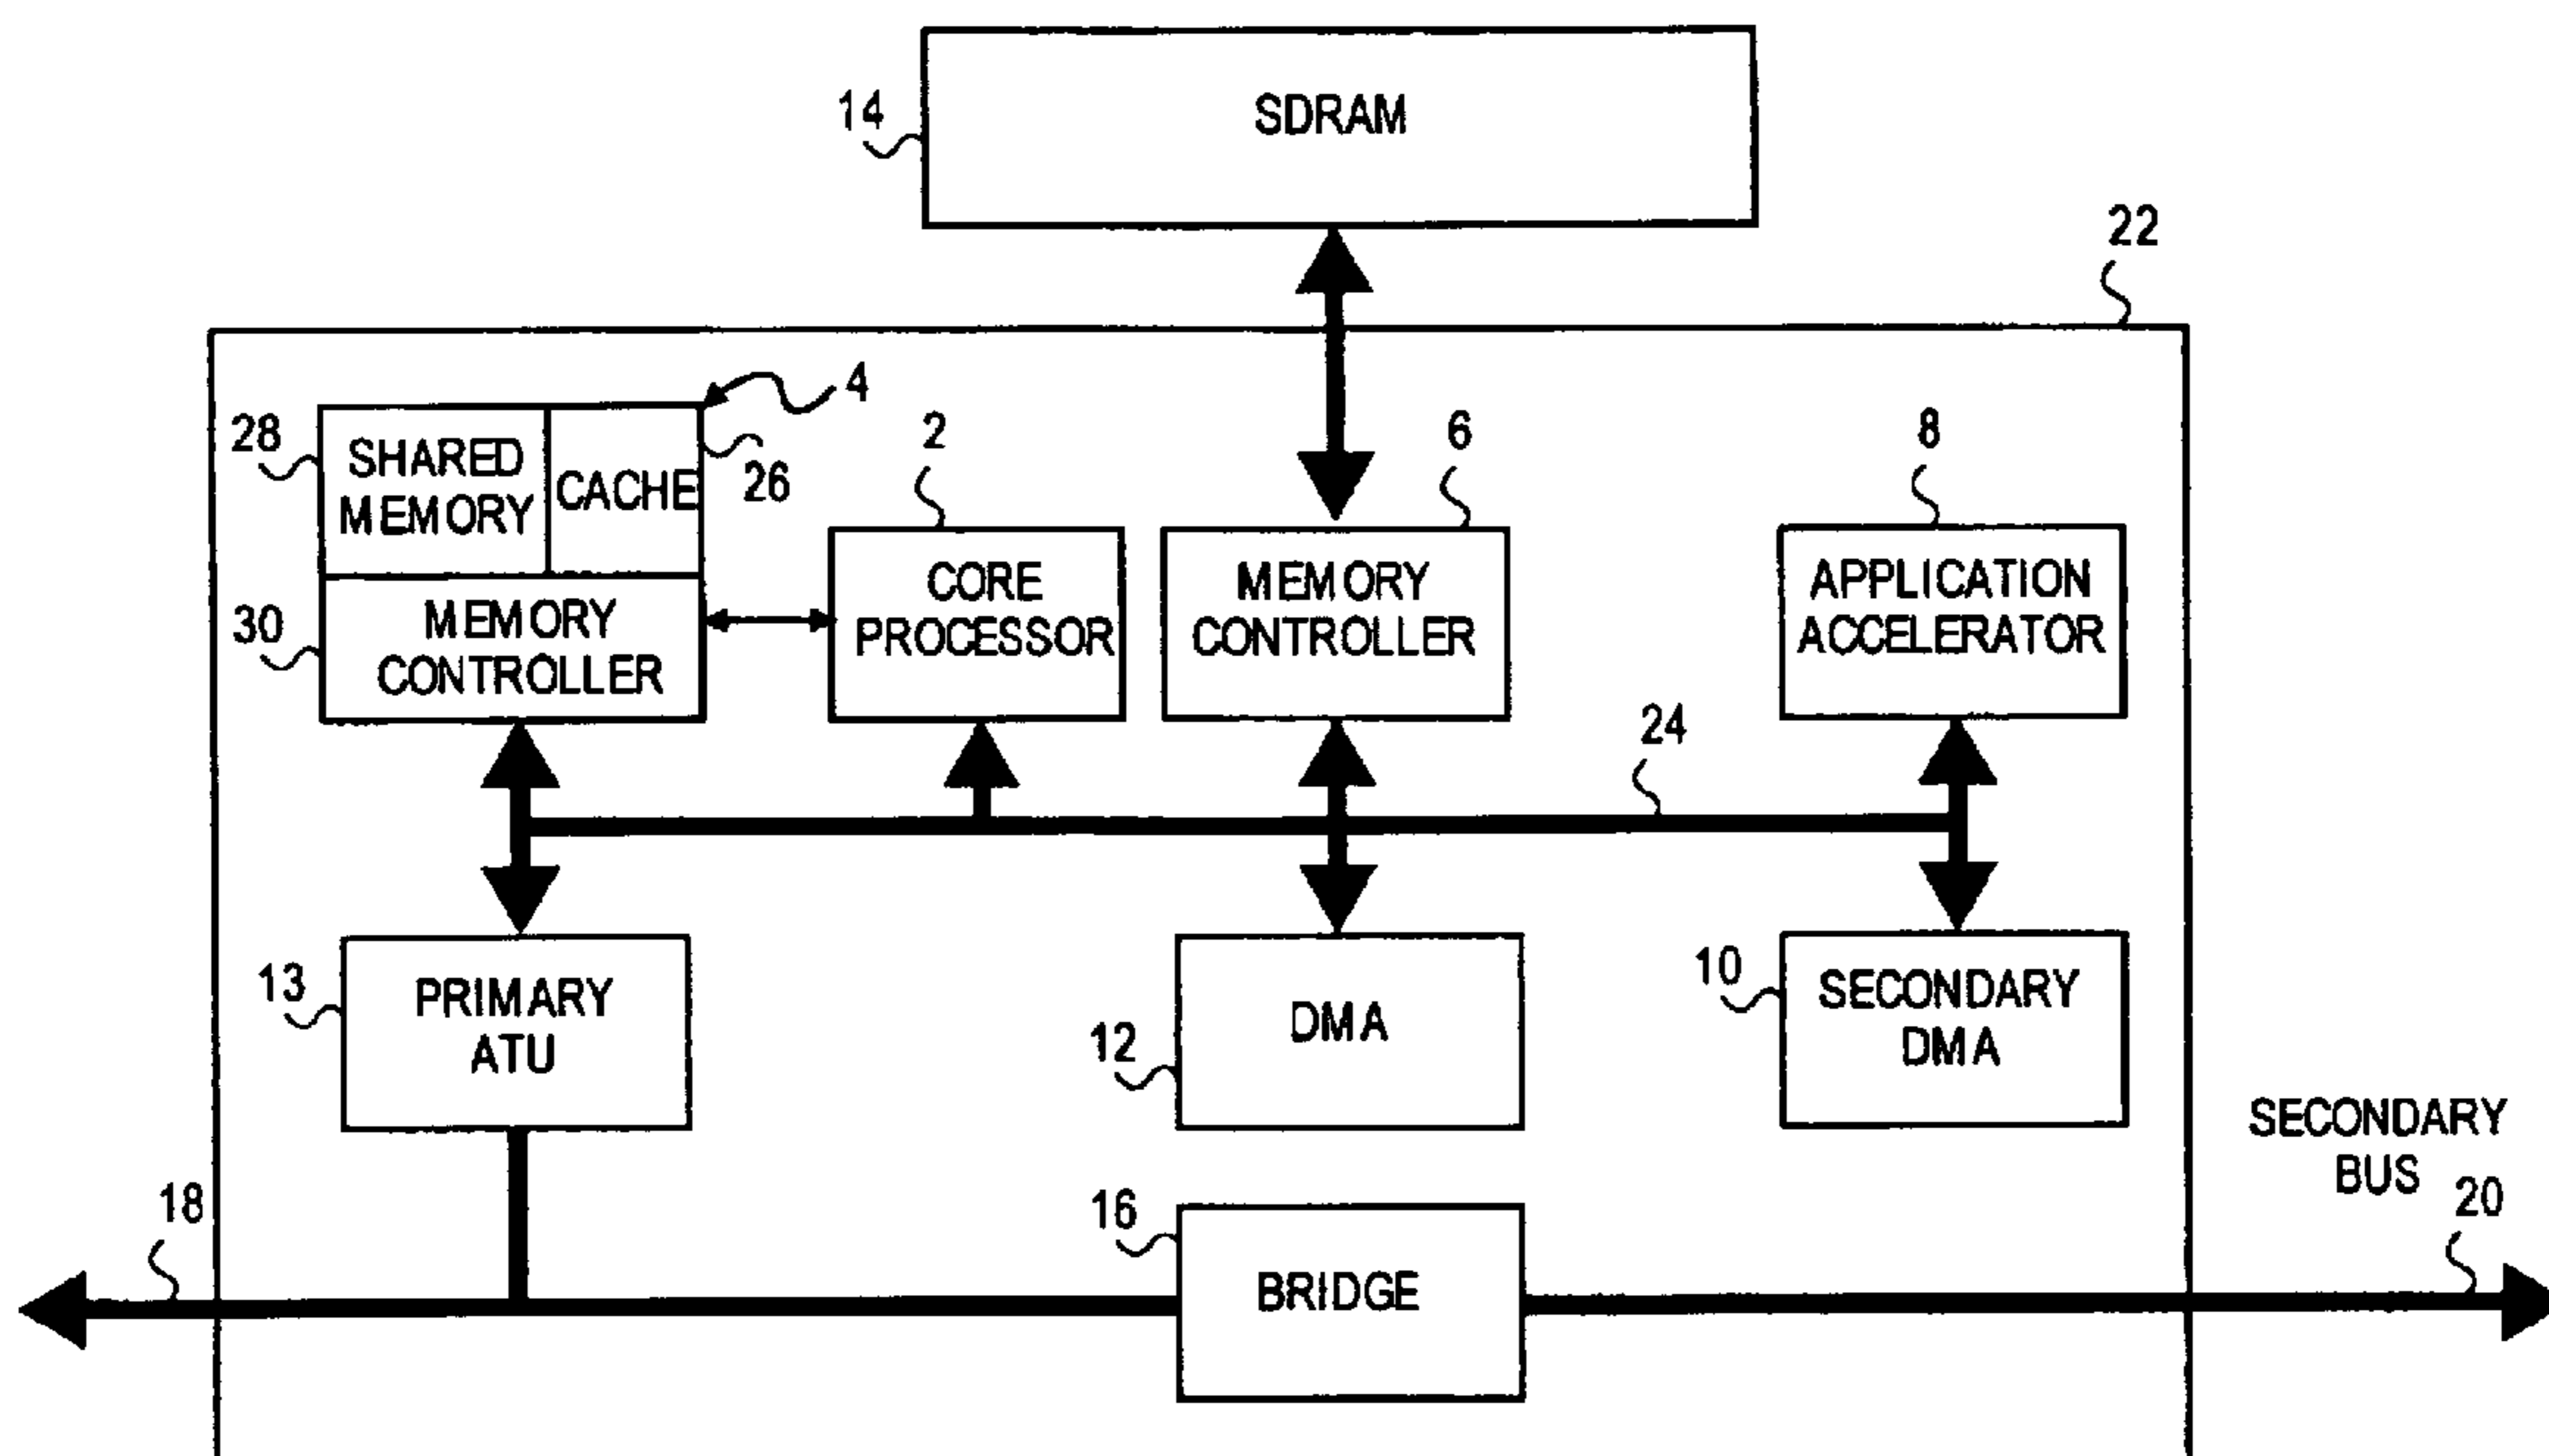 SDRAM
14
22
4
28
SHARED
MEMORY
CACHE
26
2
6
8
30
MEMORY
CONTROLLER
CORE
PROCESSOR
MEMORY
CONTROLLER
APPLICATION
ACCELERATOR
24
13
PRIMARY
ATU
12
DMA
10
SECONDARY
DMA
SECONDARY
BUS
18
16
BRIDGE
20